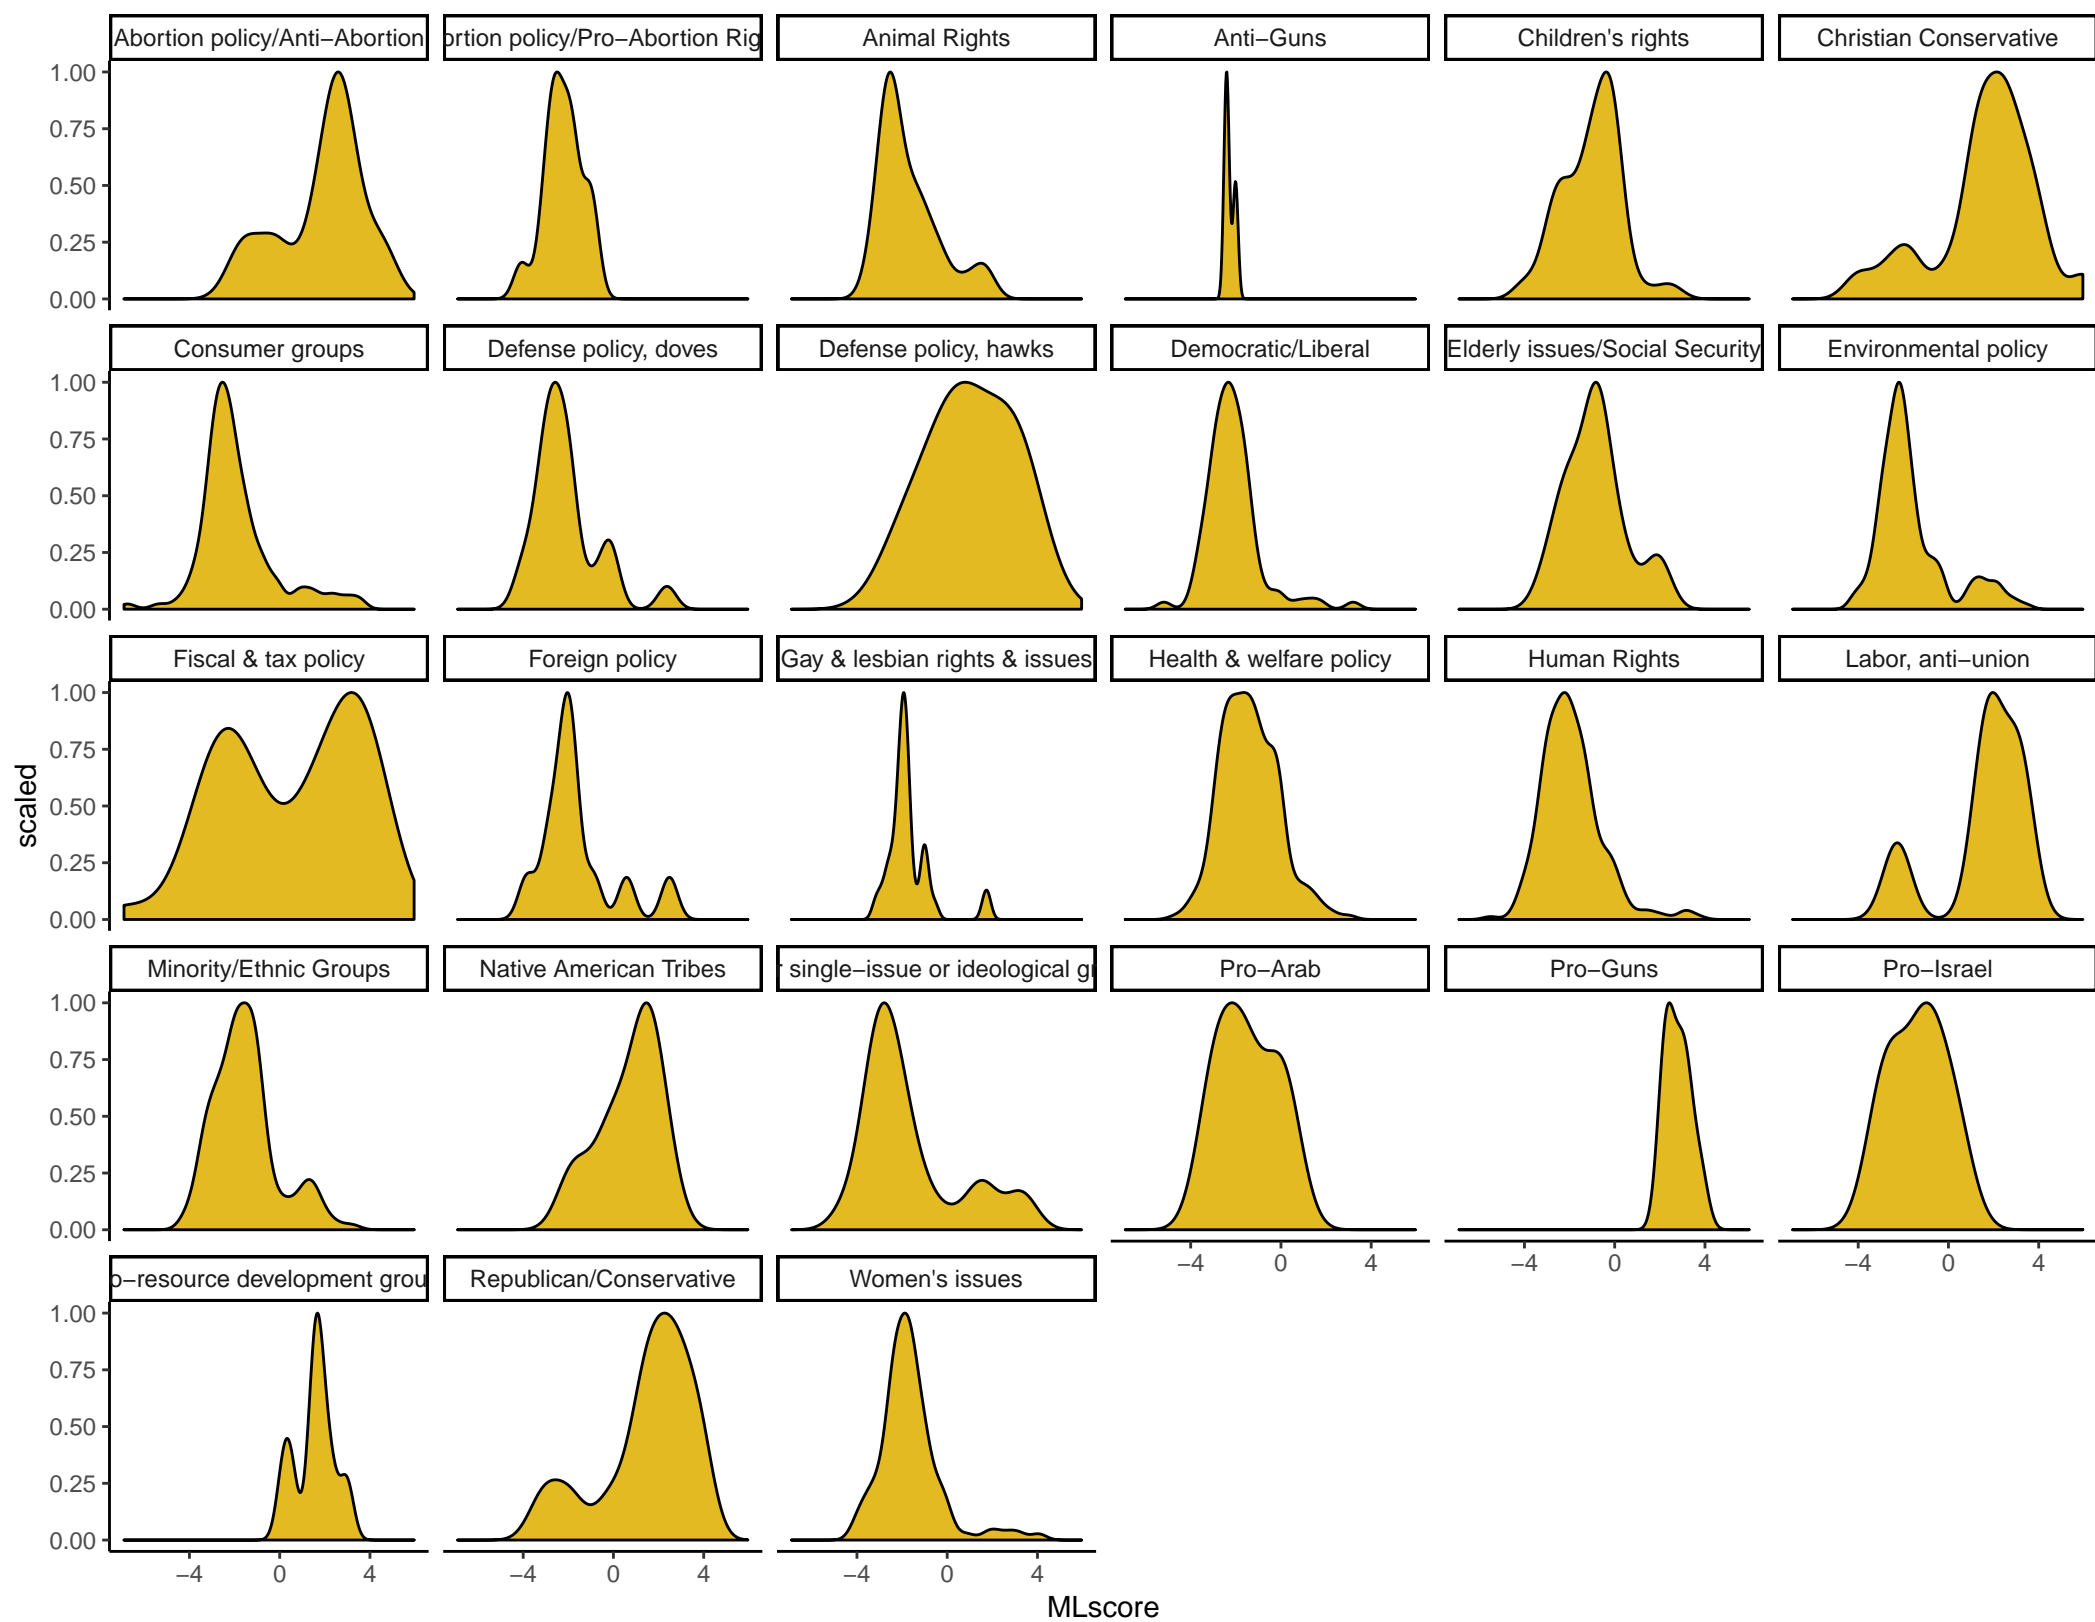 Abortion policy/Anti−Abortion
ortion policy/Pro−Abortion Rig
Animal Rights
Anti−Guns
Children's rights
Christian Conservative
1.00
0.75
0.50
0.25
0.00
Consumer groups
Defense policy, doves
Defense policy, hawks
Democratic/Liberal
Elderly issues/Social Security
Environmental policy
1.00
0.75
0.50
0.25
0.00
Fiscal & tax policy
Foreign policy
Gay & lesbian rights & issues
Health & welfare policy
Human Rights
Labor, anti−union
1.00
0.75
0.50
0.25
0.00
scaled
Minority/Ethnic Groups
Native American Tribes
single−issue or ideological gr
Pro−Arab
Pro−Guns
Pro−Israel
1.00
0.75
0.50
0.25
0.00
−4 0 4
−4 0 4
−4 0 4
o−resource development grou
Republican/Conservative
Women's issues
1.00
0.75
0.50
0.25
0.00
−4 0 4
−4 0 4
−4 0 4
MLscore